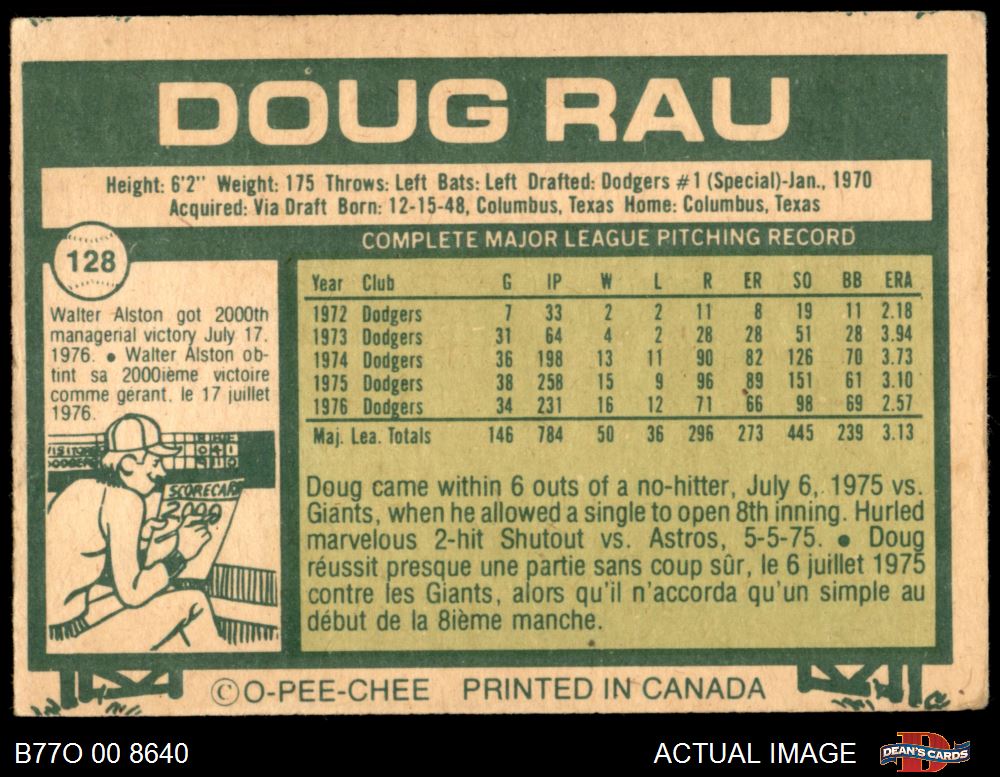 DOUG RAU
Height: 6'2" Weight: 175 Throws: Left Bats: Left Drafted: Dodgers #1 (Special)-Jan., 1970
Acquired: Via Draft Born: 12-15-48, Columbus, Texas Home: Columbus, Texas
128
Walter Alston got 2000th
managerial victory July 17,
1976. ● Walter Alston ob-
tint sa 2000ième victoire
comme gérant, le 17 juillet
1976.
VISITOR
DODGERS
R H E
0 4 1
9 1 0
SCORECARD
2000
COMPLETE MAJOR LEAGUE PITCHING RECORD
Year Club G IP W L R ER SO BB ERA
1972 Dodgers 7 33 2 2 11 8 19 11 2.18
1973 Dodgers 31 64 4 2 28 28 51 28 3.94
1974 Dodgers 36 198 13 11 90 82 126 70 3.73
1975 Dodgers 38 258 15 9 96 89 151 61 3.10
1976 Dodgers 34 231 16 12 71 66 98 69 2.57
Maj. Lea. Totals 146 784 50 36 296 273 445 239 3.13
Doug came within 6 outs of a no-hitter, July 6, 1975 vs.
Giants, when he allowed a single to open 8th inning. Hurled
marvelous 2-hit Shutout vs. Astros, 5-5-75. ● Doug
réussit presque une partie sans coup sûr, le 6 juillet 1975
contre les Giants, alors qu'il n'accorda qu'un simple au
début de la 8ième manche.
©O-PEE-CHEE PRINTED IN CANADA
B77O 00 8640
ACTUAL IMAGE
DEAN'S CARDS